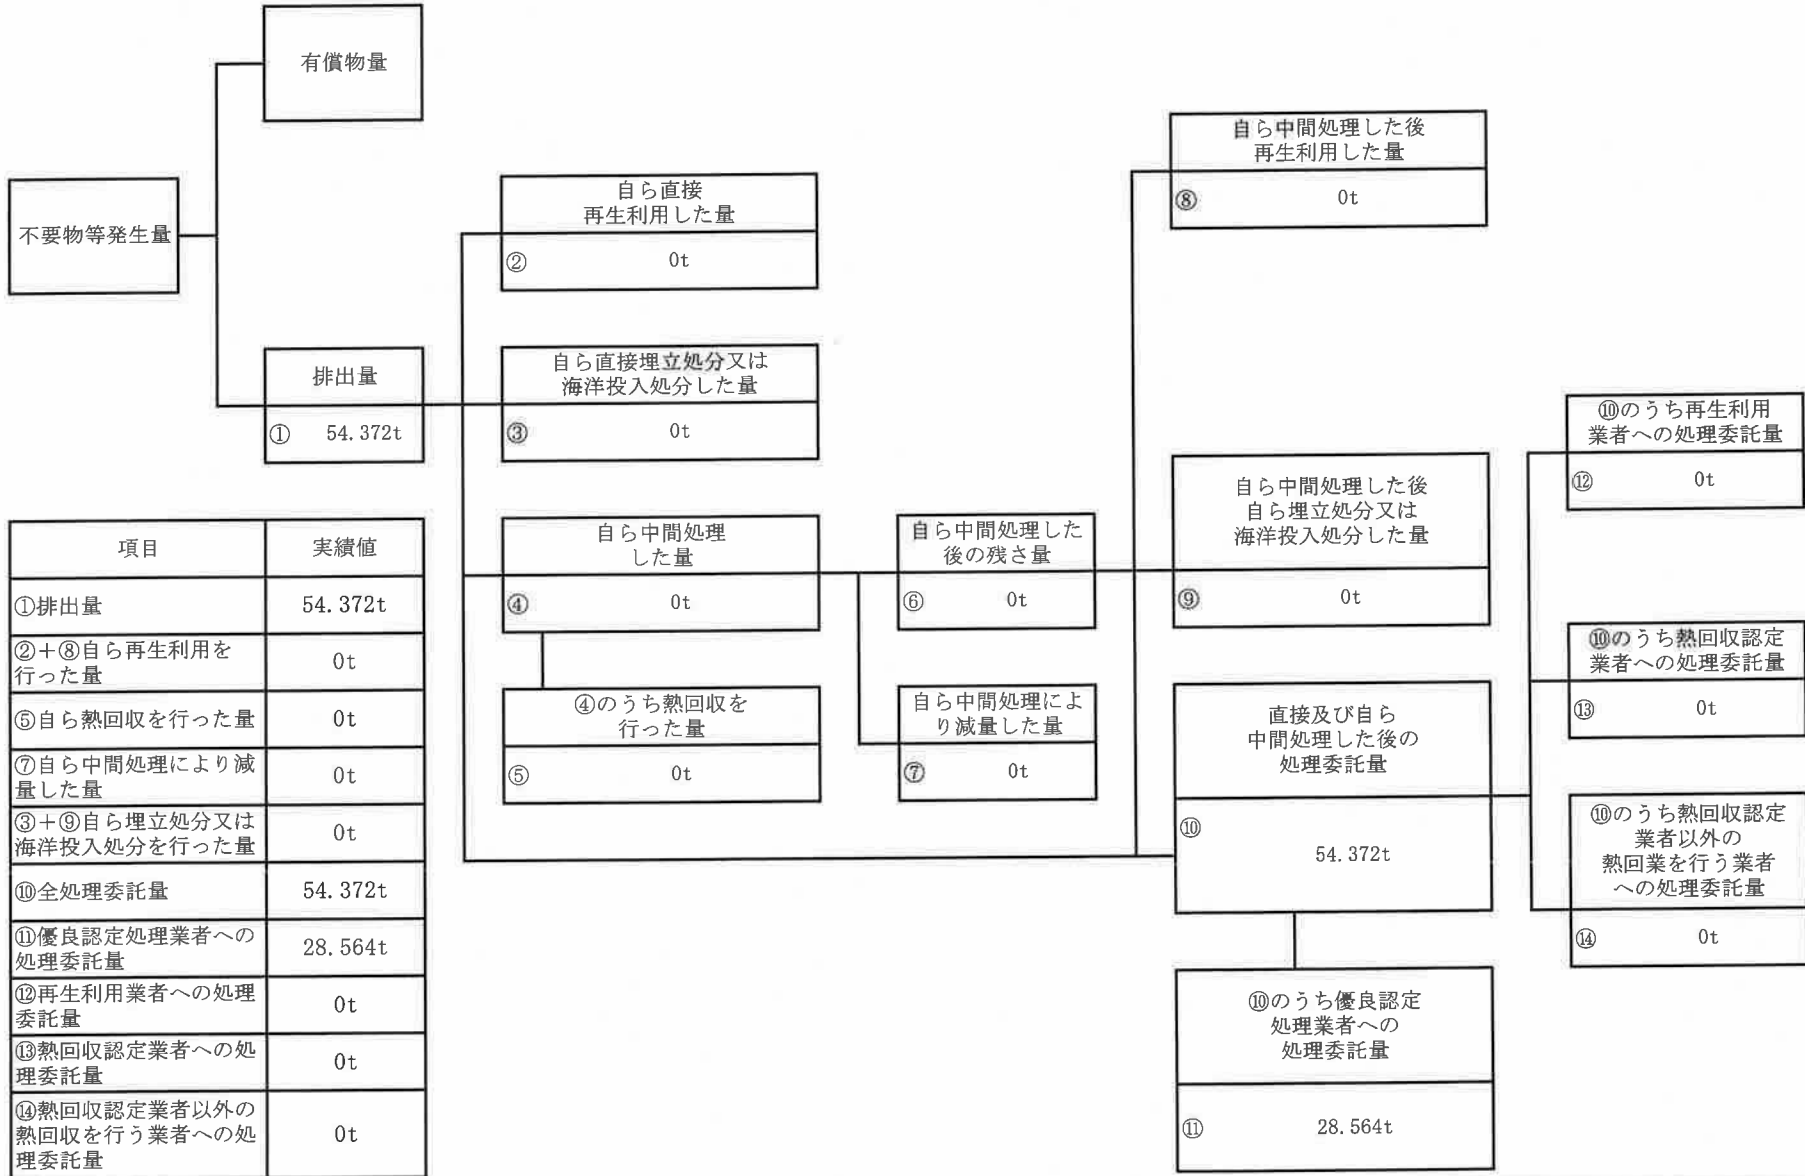 有償物量
不要物等発生量
排出量
① 54.372t
自ら直接
再生利用した量
② 0t
自ら直接埋立処分又は
海洋投入処分した量
③ 0t
自ら中間処理
した量
④ 0t
④のうち熱回収を
行った量
⑤ 0t
自ら中間処理した
後の残さ量
⑥ 0t
自ら中間処理によ
り減量した量
⑦ 0t
自ら中間処理した後
再生利用した量
⑧ 0t
自ら中間処理した後
自ら埋立処分又は
海洋投入処分した量
⑨ 0t
直接及び自ら
中間処理した後の
処理委託量
⑩
54.372t
⑩のうち優良認定
処理業者への
処理委託量
⑪ 28.564t
⑩のうち再生利用
業者への処理委託量
⑫ 0t
⑩のうち熱回収認定
業者への処理委託量
⑬ 0t
⑩のうち熱回収認定
業者以外の
熱回業を行う業者
への処理委託量
⑭ 0t
項目 実績値
①排出量 54.372t
②+⑧自ら再生利用を
行った量 0t
⑤自ら熱回収を行った量 0t
⑦自ら中間処理により減
量した量 0t
③+⑨自ら埋立処分又は
海洋投入処分を行った量 0t
⑩全処理委託量 54.372t
⑪優良認定処理業者への
処理委託量 28.564t
⑫再生利用業者への処理
委託量 0t
⑬熱回収認定業者への処
理委託量 0t
⑭熱回収認定業者以外の
熱回収を行う業者への処
理委託量 0t